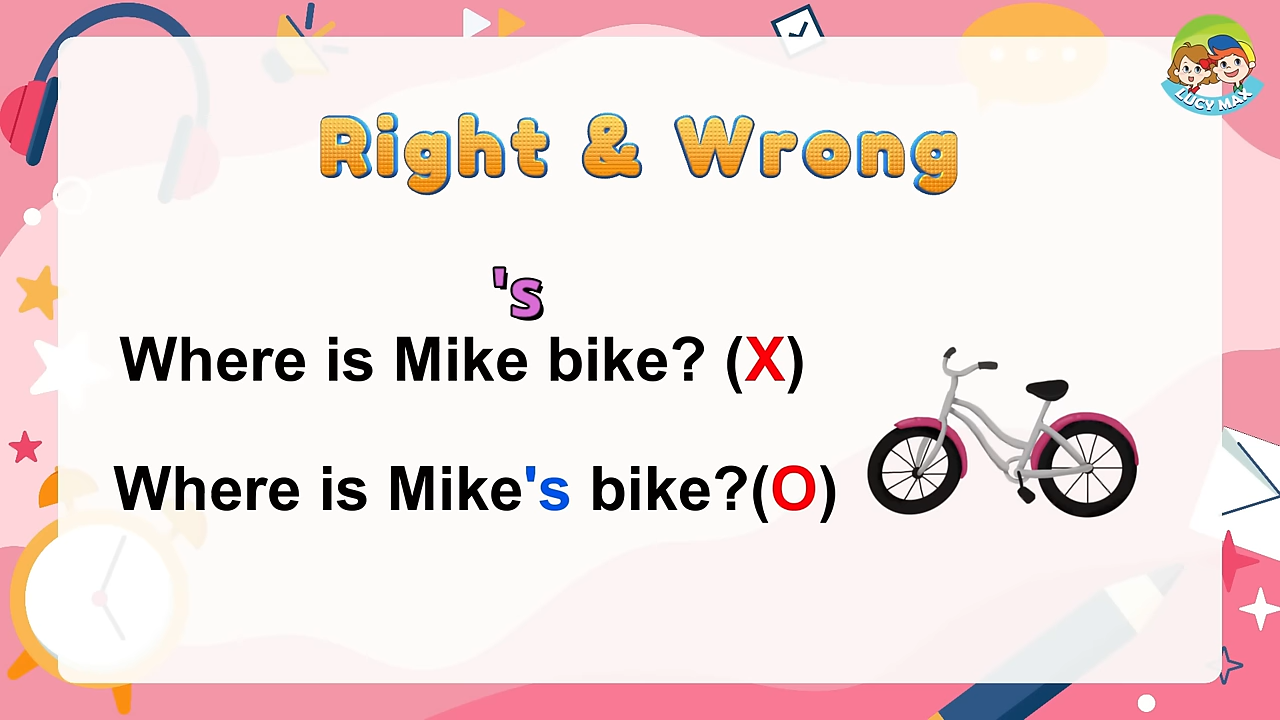 Right & Wrong
's
Where is Mike bike? (X)
Where is Mike's bike?(O)
LUCY MAX